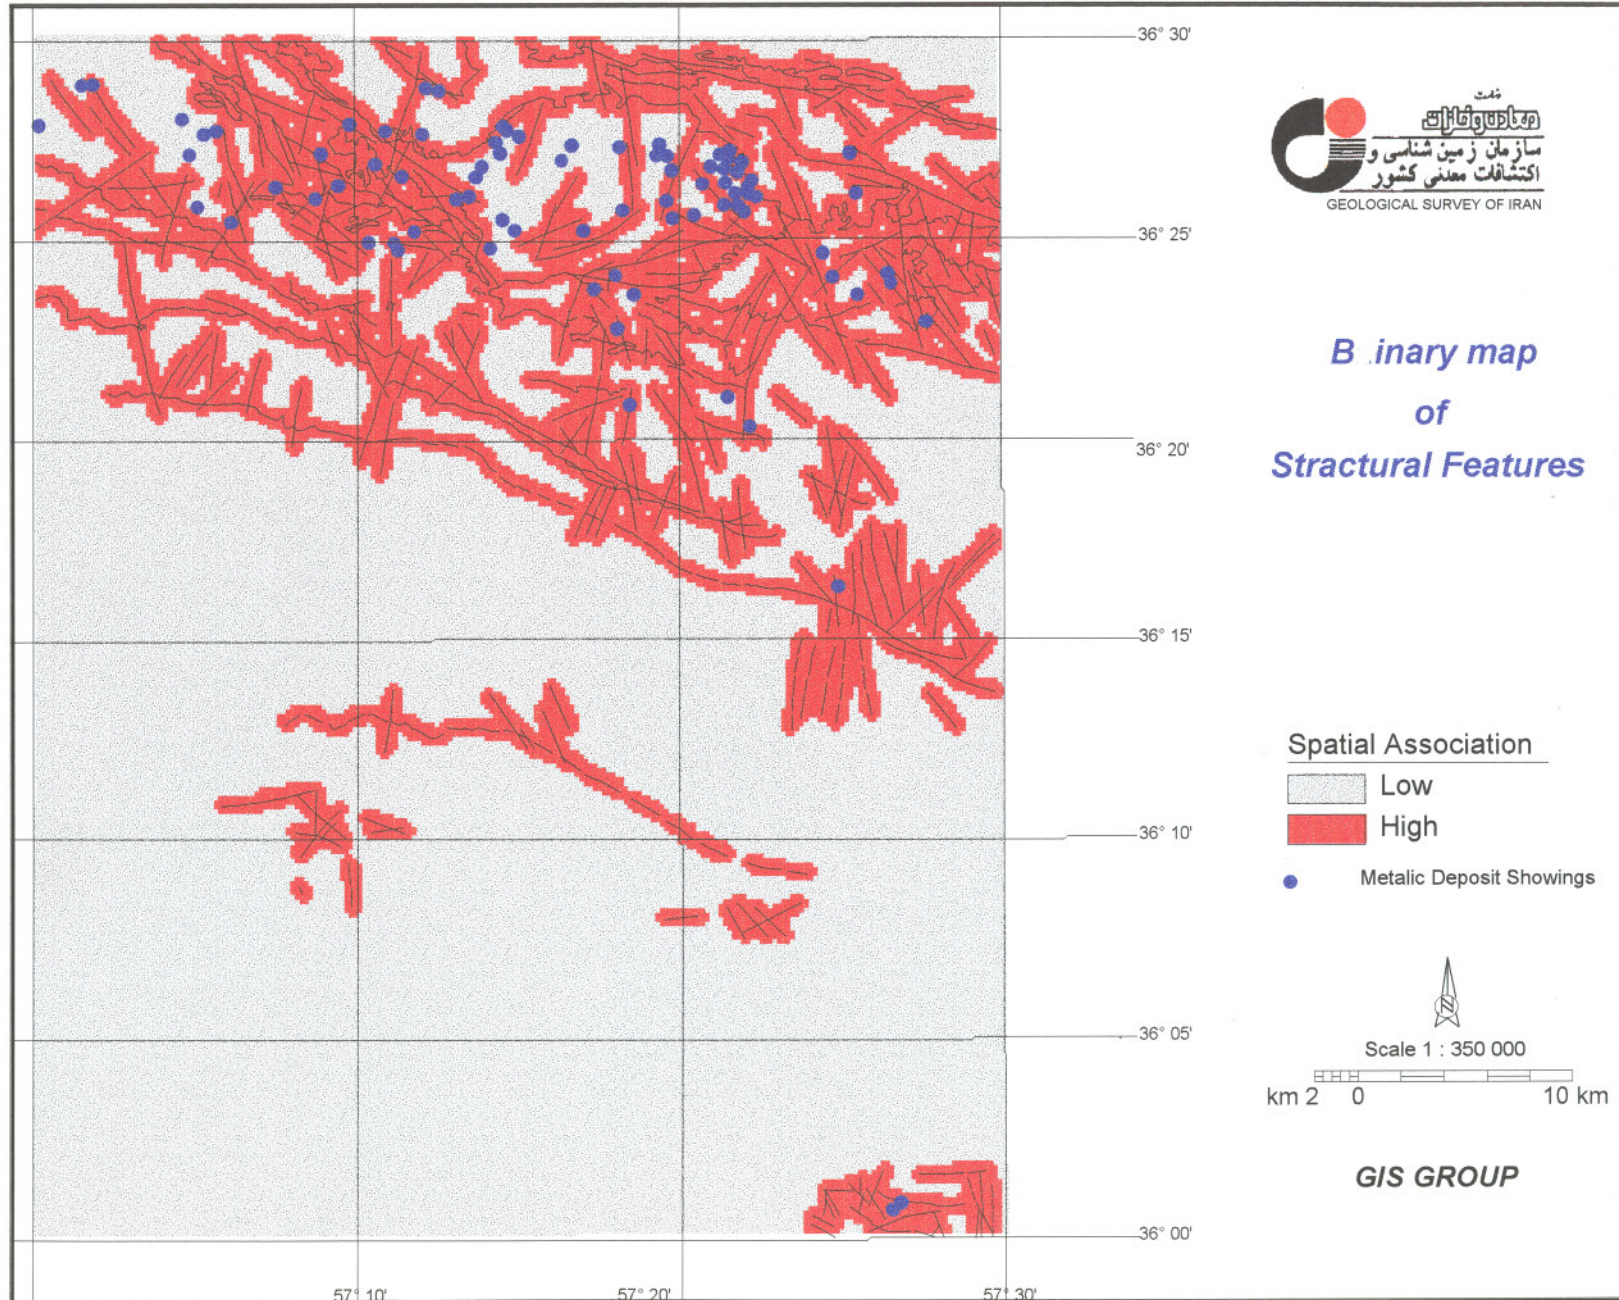 36° 30'
سازمان زمین شناسی و
اکتشافات معدنی کشور
GEOLOGICAL SURVEY OF IRAN
36° 25'
B .inary map
of
Stractural Features
36° 20'
36° 15'
Spatial Association
Low
High
36° 10'
Metalic Deposit Showings
N
36° 05'
Scale 1 : 350 000
km 2 0 10 km
GIS GROUP
36° 00'
57° 10' 57° 20' 57° 30'